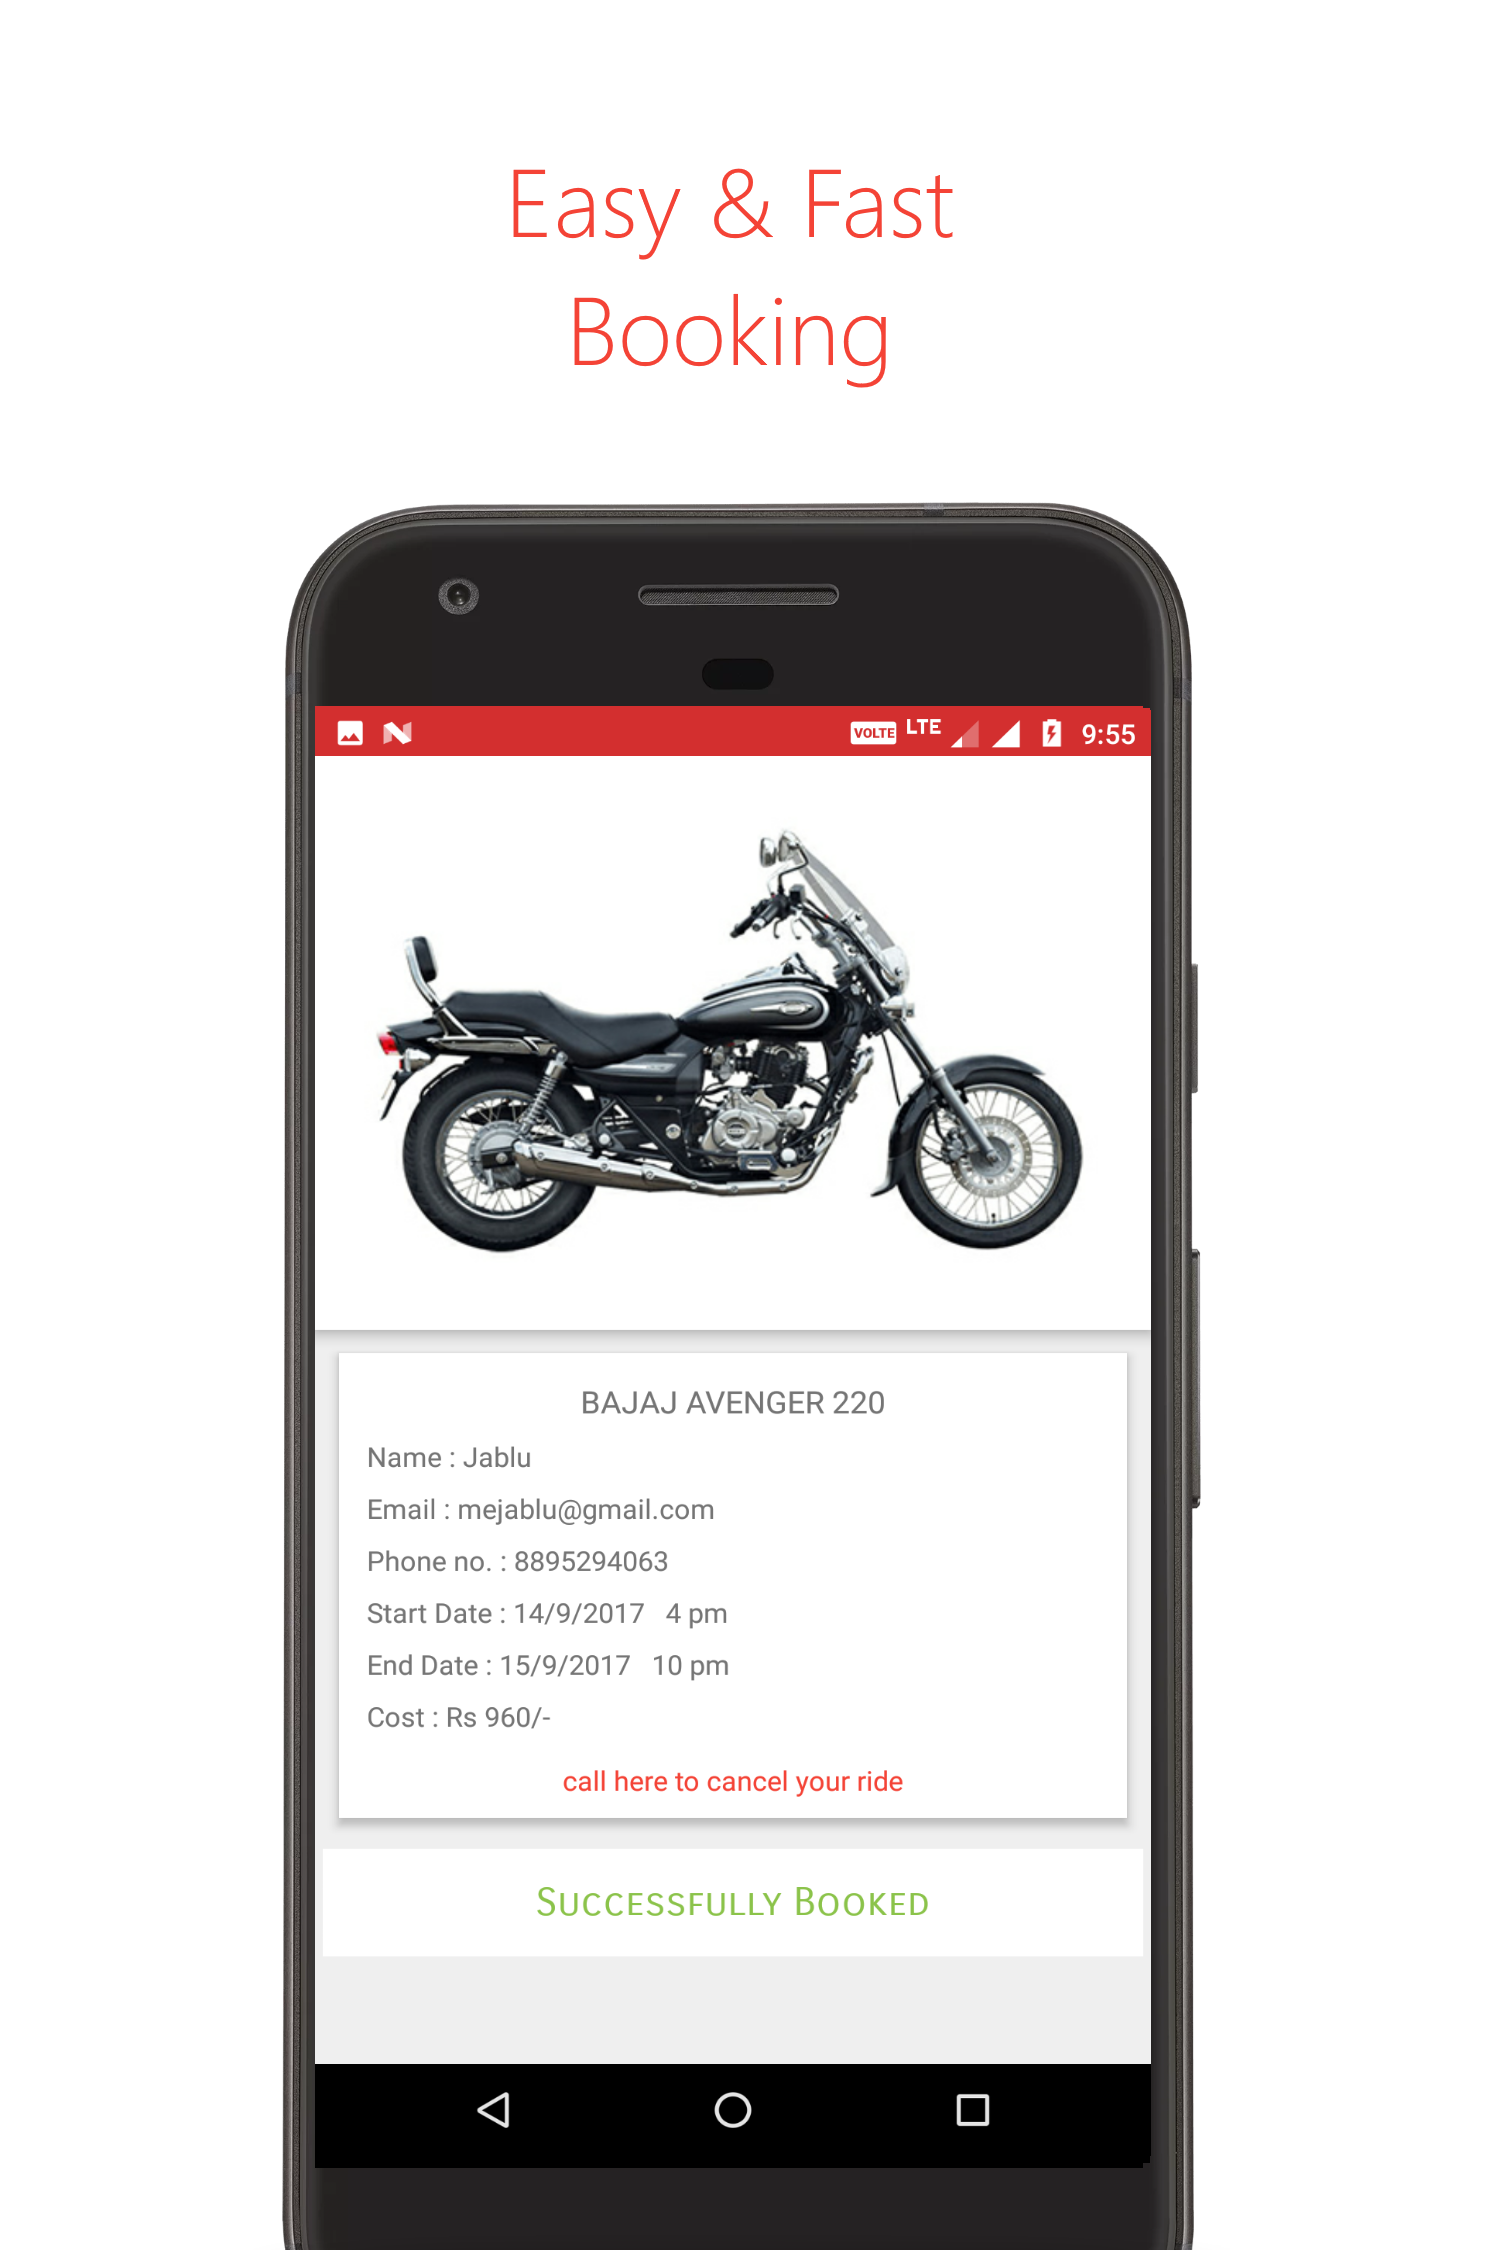 Easy & Fast
Booking
VOLTE LTE 9:55
BAJAJ AVENGER 220
Name : Jablu
Email : mejablu@gmail.com
Phone no. : 8895294063
Start Date : 14/9/2017 4 pm
End Date : 15/9/2017 10 pm
Cost : Rs 960/-
call here to cancel your ride
Successfully Booked